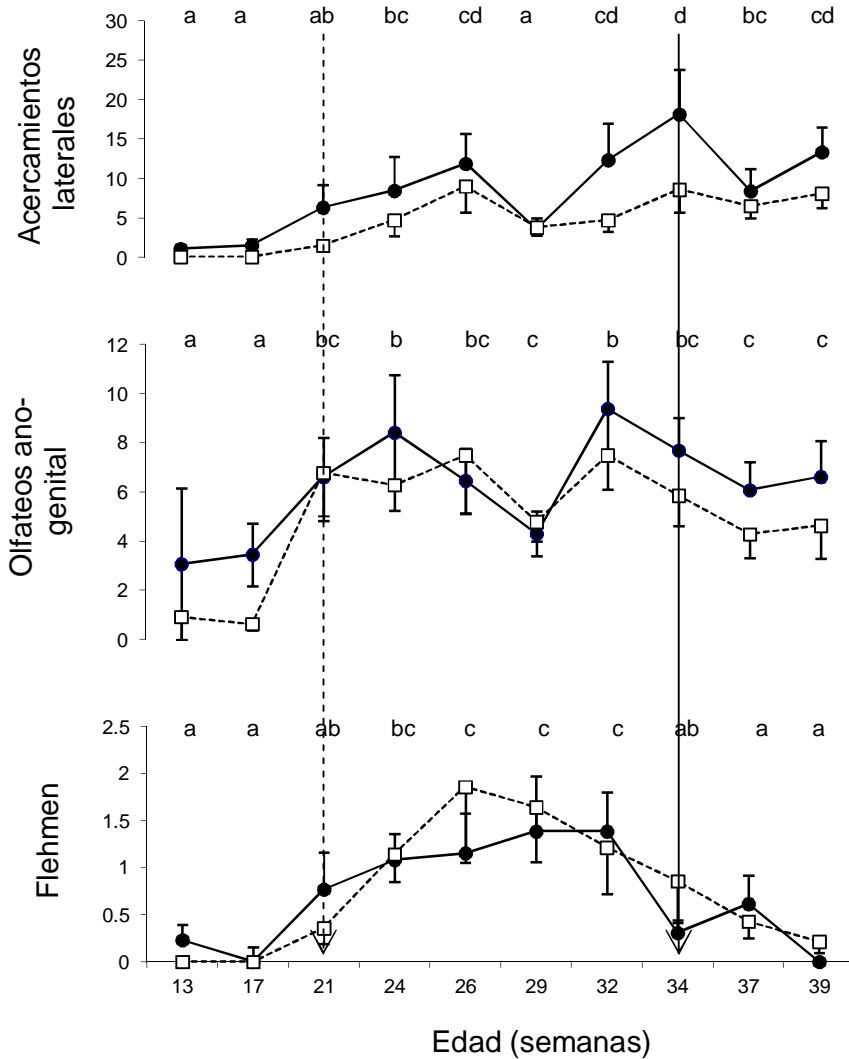 a a ab bc cd a cd d bc cd
30
25
20
15
10
5
0
Acercamientos
laterales
a a bc b bc c b bc c c
12
10
8
6
4
2
0
Olfateos ano-
genital
a a ab bc c c c ab a a
2.5
2
1.5
1
0.5
0
Flehmen
13 17 21 24 26 29 32 34 37 39
Edad (semanas)